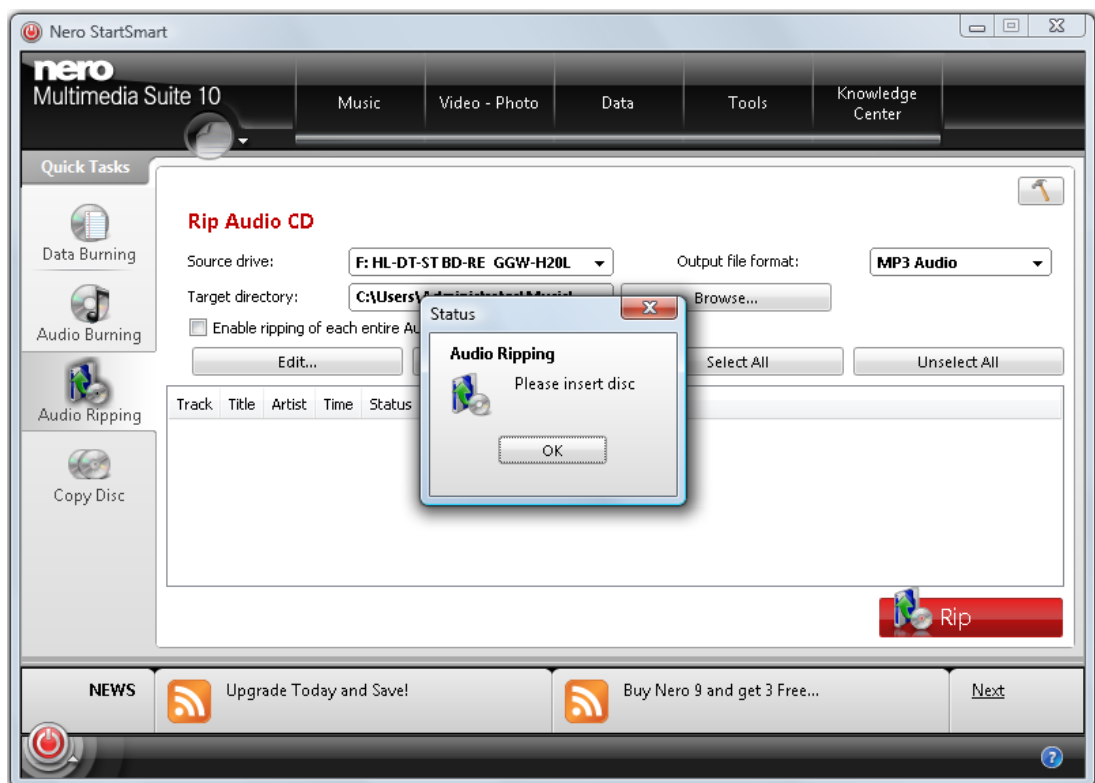 Nero StartSmart
nero
Multimedia Suite 10
Music
Video - Photo
Data
Tools
Knowledge
Center
Quick Tasks
Data Burning
Audio Burning
Audio Ripping
Copy Disc
Rip Audio CD
Source drive:
F: HL-DT-ST BD-RE GGW-H20L
Output file format:
MP3 Audio
Target directory:
C:\Users\
Browse...
Enable ripping of each entire
Edit...
Select All
Unselect All
Track Title Artist Time Status
Status
Audio Ripping
Please insert disc
OK
Rip
NEWS
Upgrade Today and Save!
Buy Nero 9 and get 3 Free...
Next